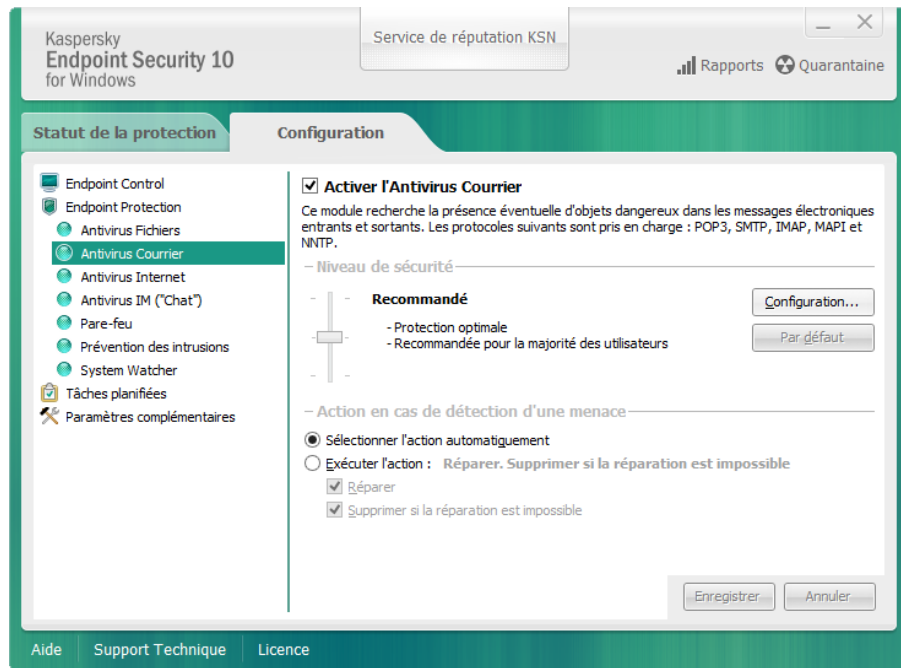 Kaspersky
Endpoint Security 10
for Windows
Service de réputation KSN
Rapports
Quarantaine
Statut de la protection
Configuration
Endpoint Control
Endpoint Protection
Antivirus Fichiers
Antivirus Courrier
Antivirus Internet
Antivirus IM ("Chat")
Pare-feu
Prévention des intrusions
System Watcher
Tâches planifiées
Paramètres complémentaires
Activer l'Antivirus Courrier
Ce module recherche la présence éventuelle d'objets dangereux dans les messages électroniques
entrants et sortants. Les protocoles suivants sont pris en charge : POP3, SMTP, IMAP, MAPI et
NNTP.
Niveau de sécurité
Recommandé
- Protection optimale
- Recommandée pour la majorité des utilisateurs
Configuration...
Par défaut
Action en cas de détection d'une menace
Sélectionner l'action automatiquement
Exécuter l'action : Réparer. Supprimer si la réparation est impossible
Réparer
Supprimer si la réparation est impossible
Enregistrer
Annuler
Aide
Support Technique
Licence